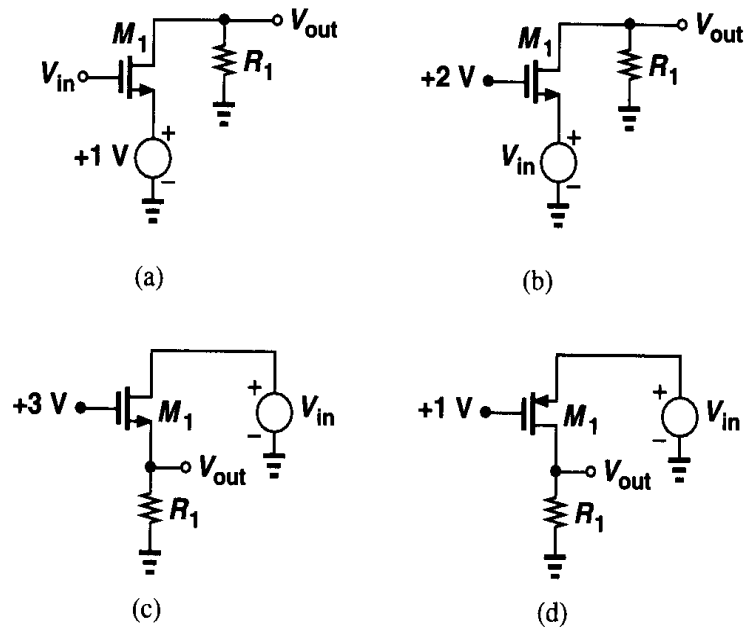 M1 Vout
Vin R1
+1 V + −
(a)
M1 Vout
+2 V R1
Vin + −
(b)
+3 V M1 + − Vin
Vout
R1
(c)
+1 V M1 + − Vin
Vout
R1
(d)